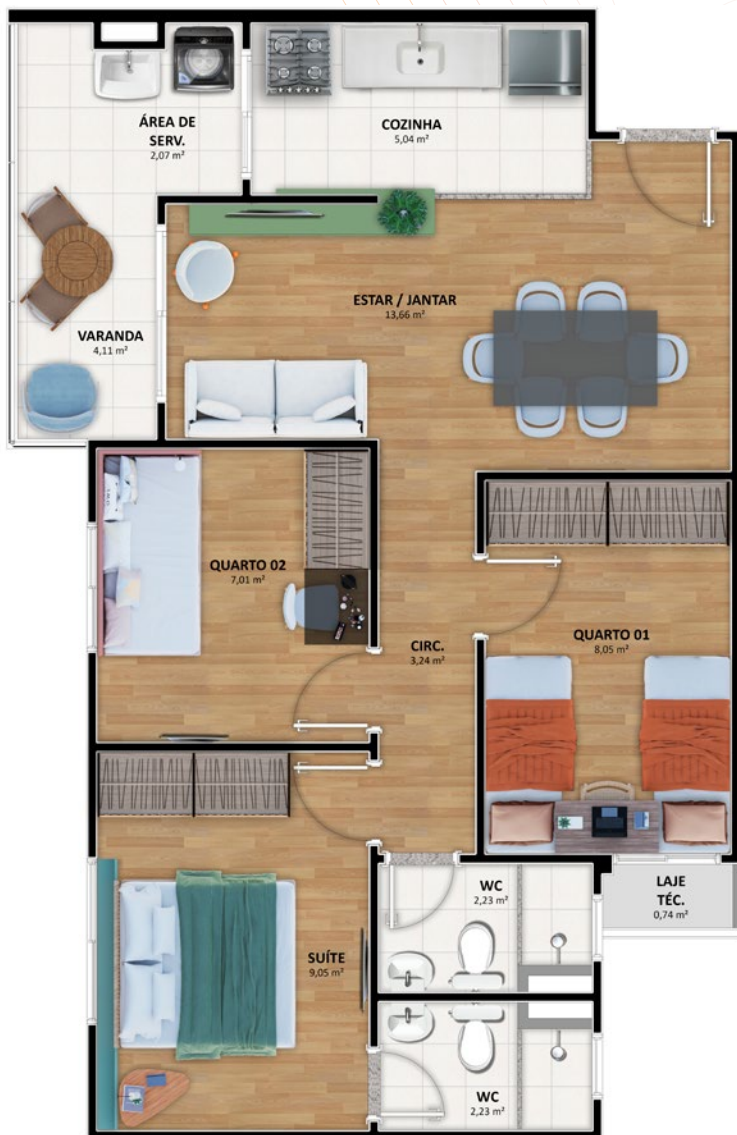 ÁREA DE
SERV.
2,07 m²
COZINHA
5,04 m²
ESTAR / JANTAR
13,66 m²
VARANDA
4,11 m²
QUARTO 02
7,01 m²
QUARTO 01
8,05 m²
CIRC.
3,24 m²
WC
2,23 m²
LAJE
TÉC.
0,74 m²
SUÍTE
9,05 m²
WC
2,23 m²